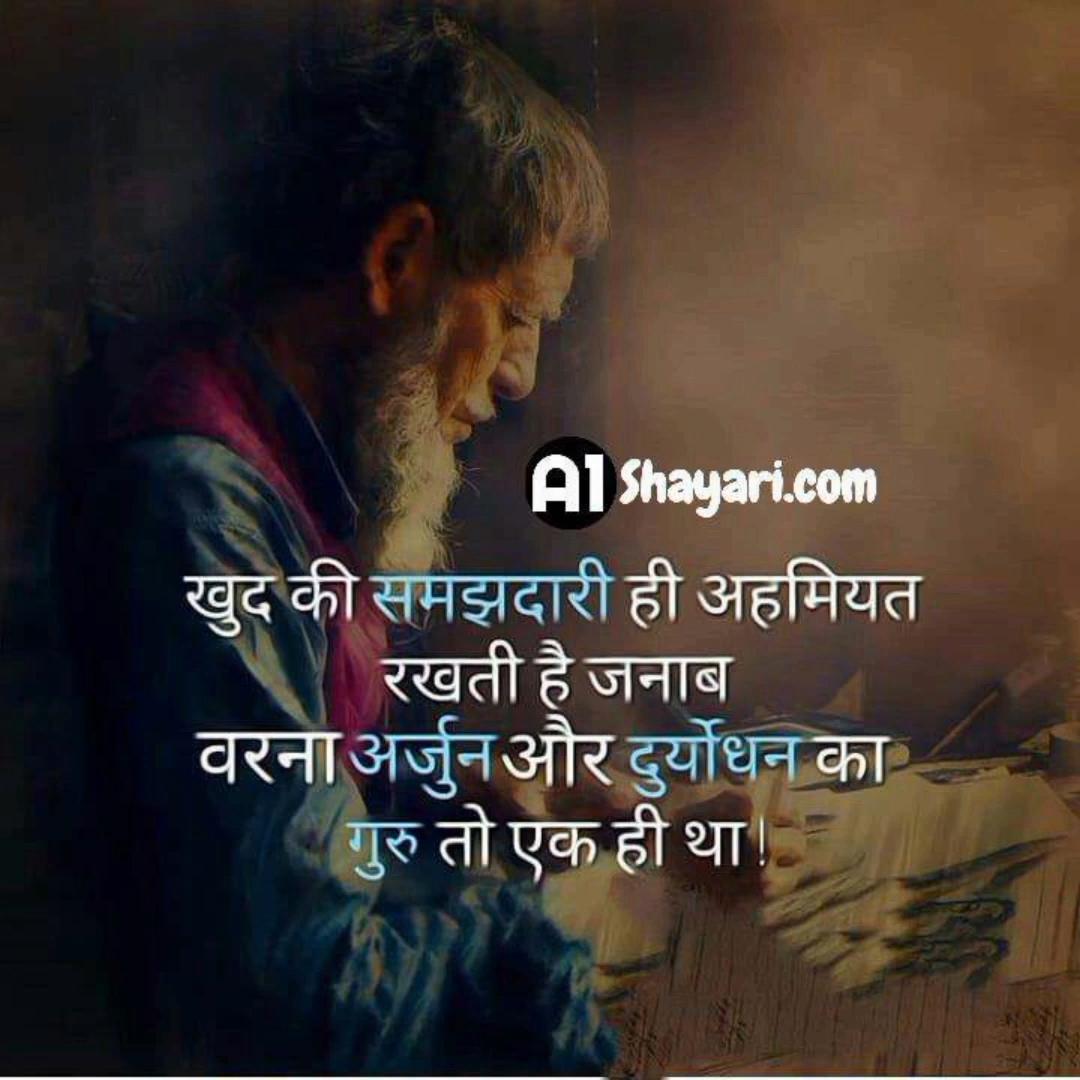 A1 Shayari.com
खुद की समझदारी ही अहमियत
रखती है जनाब
वरना अर्जुन और दुर्योधन का
गुरु तो एक ही था!